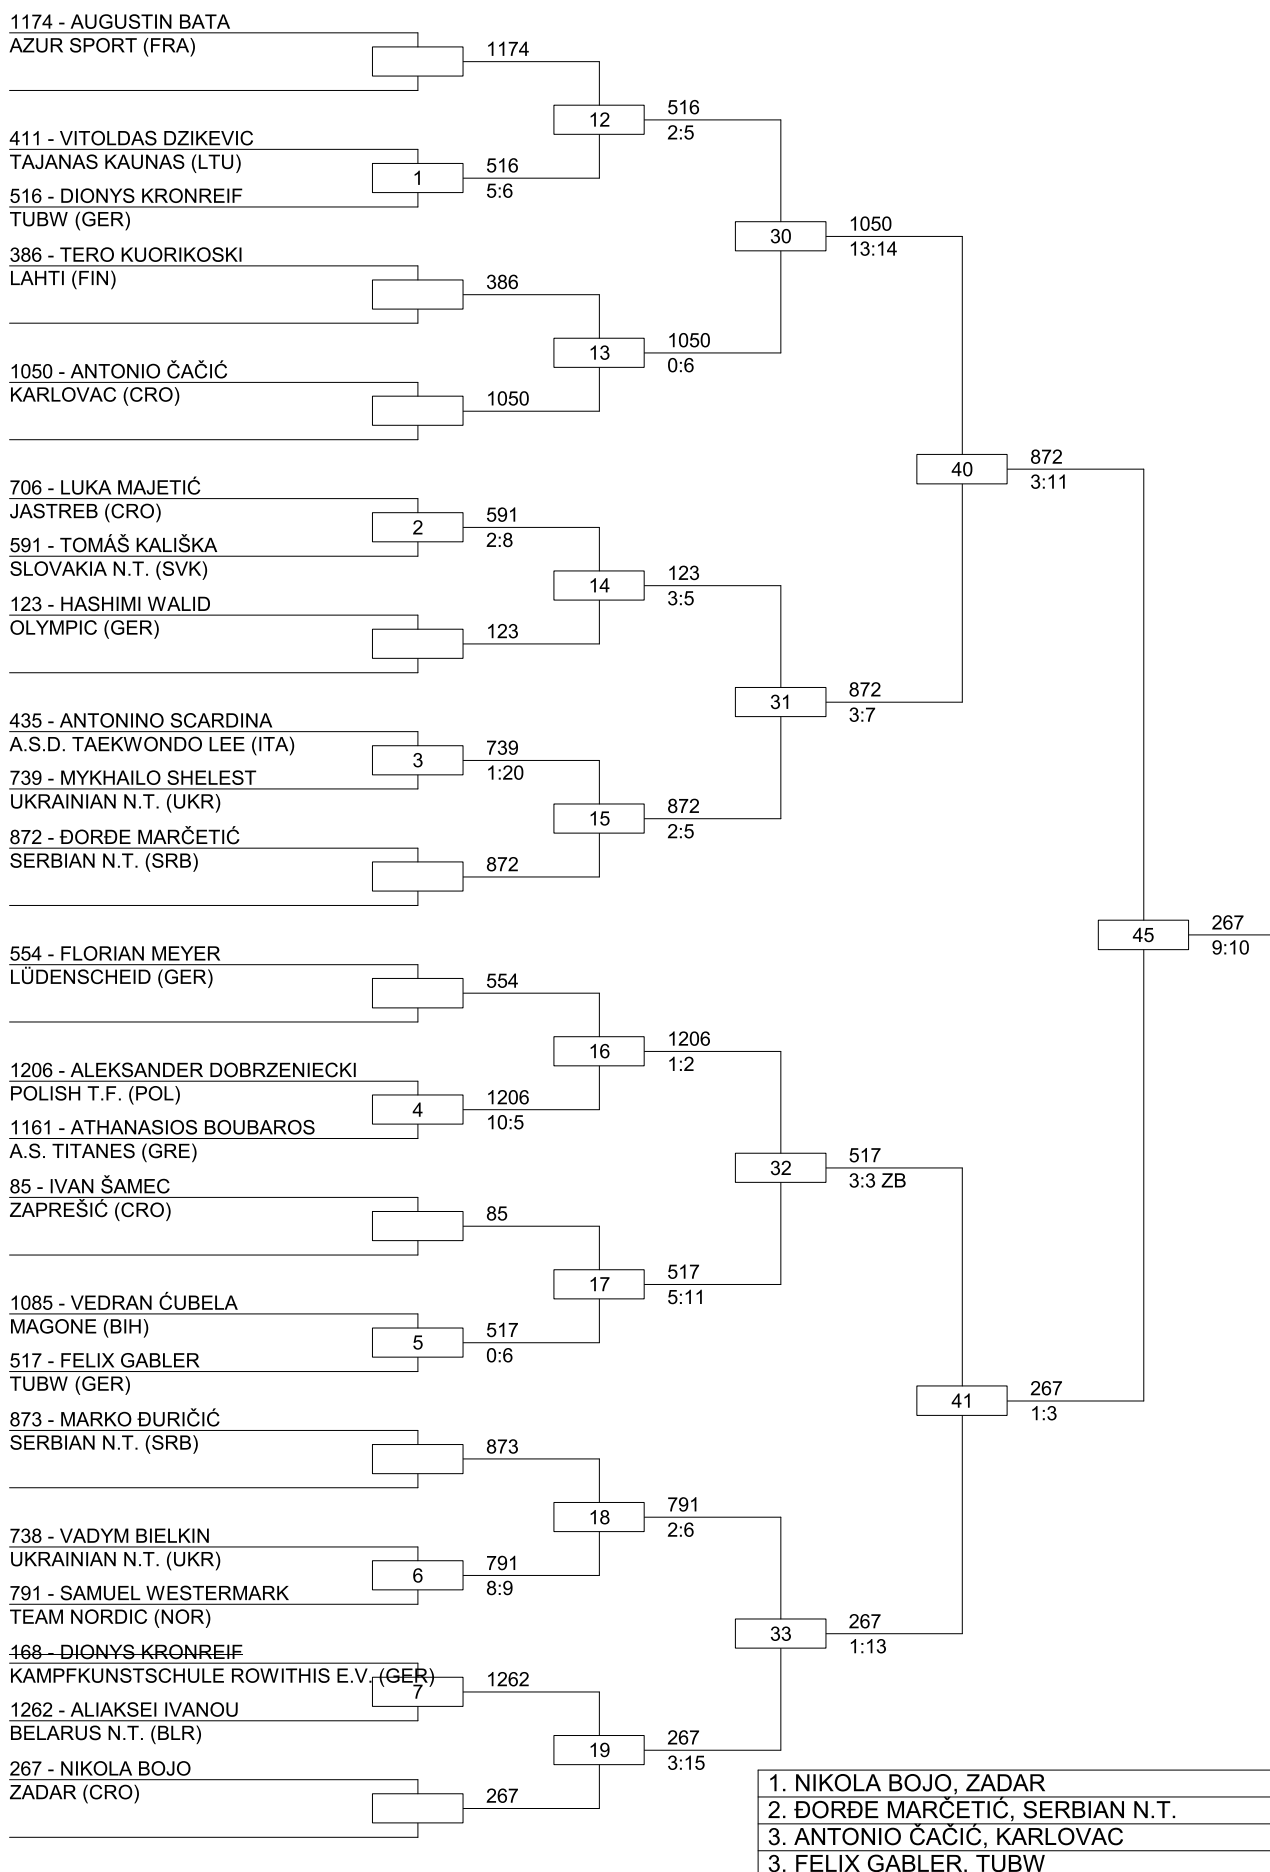 1174 - AUGUSTIN BATA
AZUR SPORT (FRA)
1174
12
516
2:5
411 - VITOLDAS DZIKEVIC
TAJANAS KAUNAS (LTU)
1
516
5:6
516 - DIONYS KRONREIF
TUBW (GER)
30
1050
13:14
386 - TERO KUORIKOSKI
LAHTI (FIN)
386
13
1050
0:6
1050 - ANTONIO ČAČIĆ
KARLOVAC (CRO)
1050
40
872
3:11
706 - LUKA MAJETIĆ
JASTREB (CRO)
2
591
2:8
591 - TOMÁŠ KALIŠKA
SLOVAKIA N.T. (SVK)
14
123
3:5
123 - HASHIMI WALID
OLYMPIC (GER)
123
31
872
3:7
435 - ANTONINO SCARDINA
A.S.D. TAEKWONDO LEE (ITA)
3
739
1:20
739 - MYKHAILO SHELEST
UKRAINIAN N.T. (UKR)
15
872
2:5
872 - ĐORĐE MARČETIĆ
SERBIAN N.T. (SRB)
872
45
267
9:10
554 - FLORIAN MEYER
LÜDENSCHEID (GER)
554
16
1206
1:2
1206 - ALEKSANDER DOBRZENIECKI
POLISH T.F. (POL)
4
1206
10:5
1161 - ATHANASIOS BOUBAROS
A.S. TITANES (GRE)
32
517
3:3 ZB
85 - IVAN ŠAMEC
ZAPREŠIĆ (CRO)
85
17
517
5:11
1085 - VEDRAN ĆUBELA
MAGONE (BIH)
5
517
0:6
517 - FELIX GABLER
TUBW (GER)
41
267
1:3
873 - MARKO ĐURIČIĆ
SERBIAN N.T. (SRB)
873
18
791
2:6
738 - VADYM BIELKIN
UKRAINIAN N.T. (UKR)
6
791
8:9
791 - SAMUEL WESTERMARK
TEAM NORDIC (NOR)
33
267
1:13
168 - DIONYS KRONREIF
KAMPFKUNSTSCHULE ROWITHIS E.V. (GER)
7
1262
1262 - ALIAKSEI IVANOU
BELARUS N.T. (BLR)
19
267
3:15
267 - NIKOLA BOJO
ZADAR (CRO)
267
1. NIKOLA BOJO, ZADAR
2. ĐORĐE MARČETIĆ, SERBIAN N.T.
3. ANTONIO ČAČIĆ, KARLOVAC
3. FELIX GABLER, TUBW